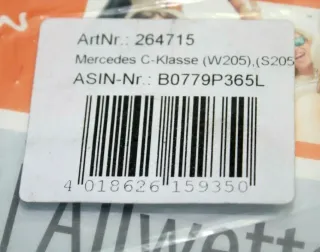 ArtNr.: 264715
Mercedes C-Klasse (W205),(S205
ASIN-Nr.: B0779P365L
4 018626 159350
Allwett